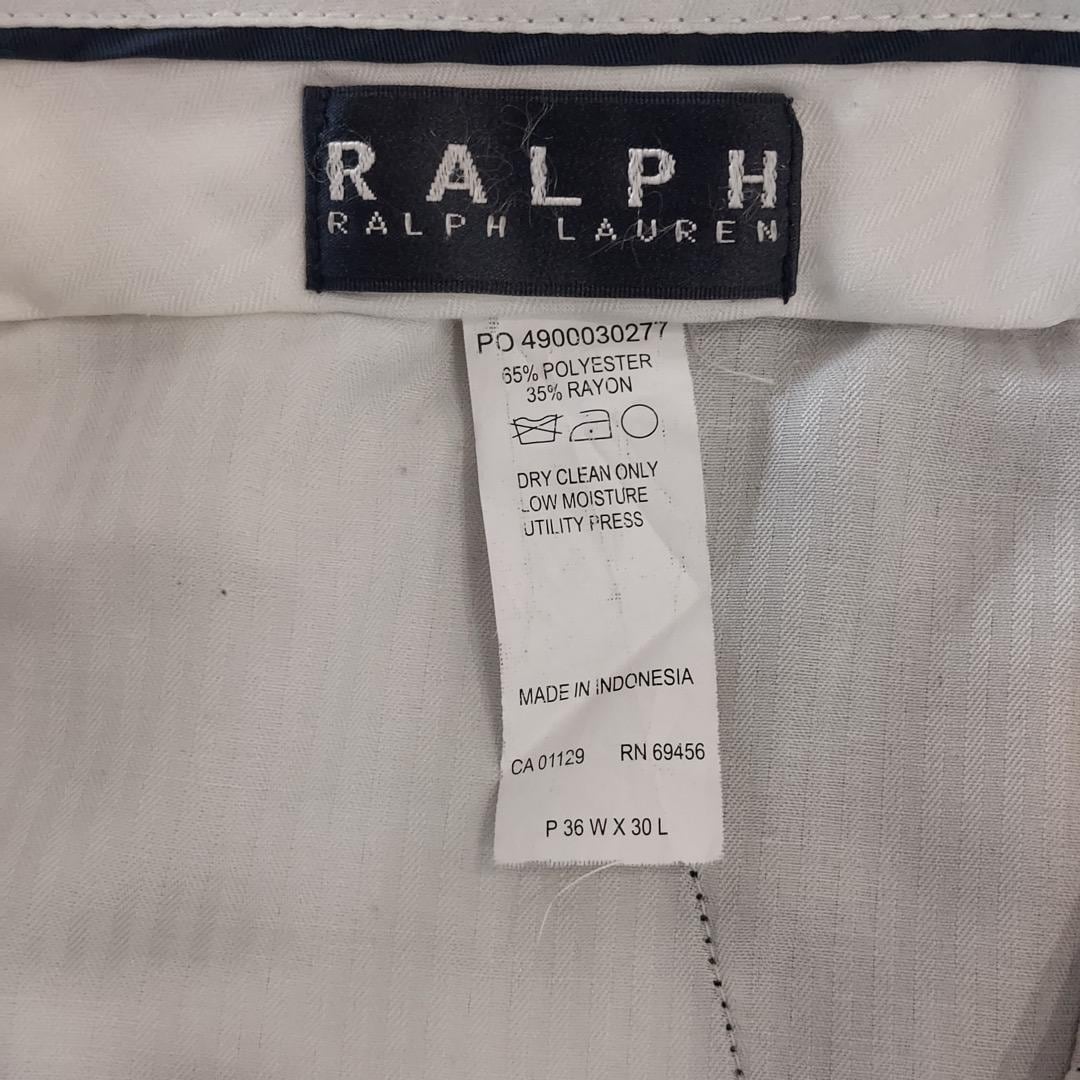 RALPH
RALPH LAUREN
PO 4900030277
65% POLYESTER
35% RAYON
DRY CLEAN ONLY
LOW MOISTURE
UTILITY PRESS
MADE IN INDONESIA
CA 01129 RN 69456
P 36 W X 30 L